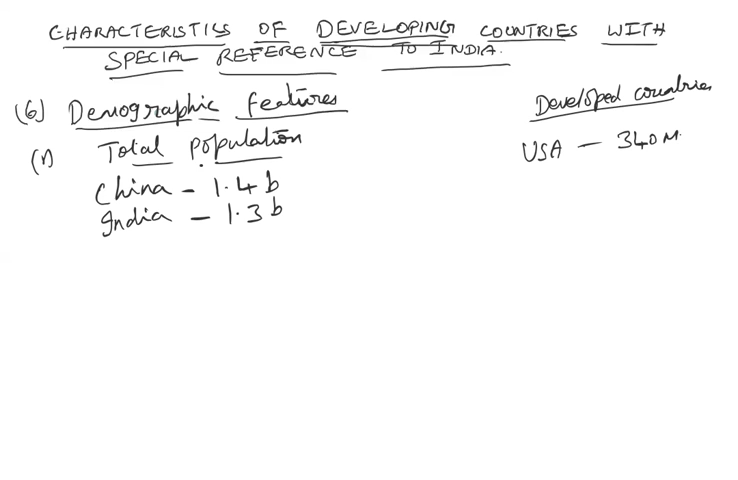 CHARACTERISTICS OF DEVELOPING COUNTRIES WITH
SPECIAL REFERENCE TO INDIA.
(6) Demographic features
Developed countries
(1) Total population
USA – 340 M.
China – 1.4 b
India – 1.3 b